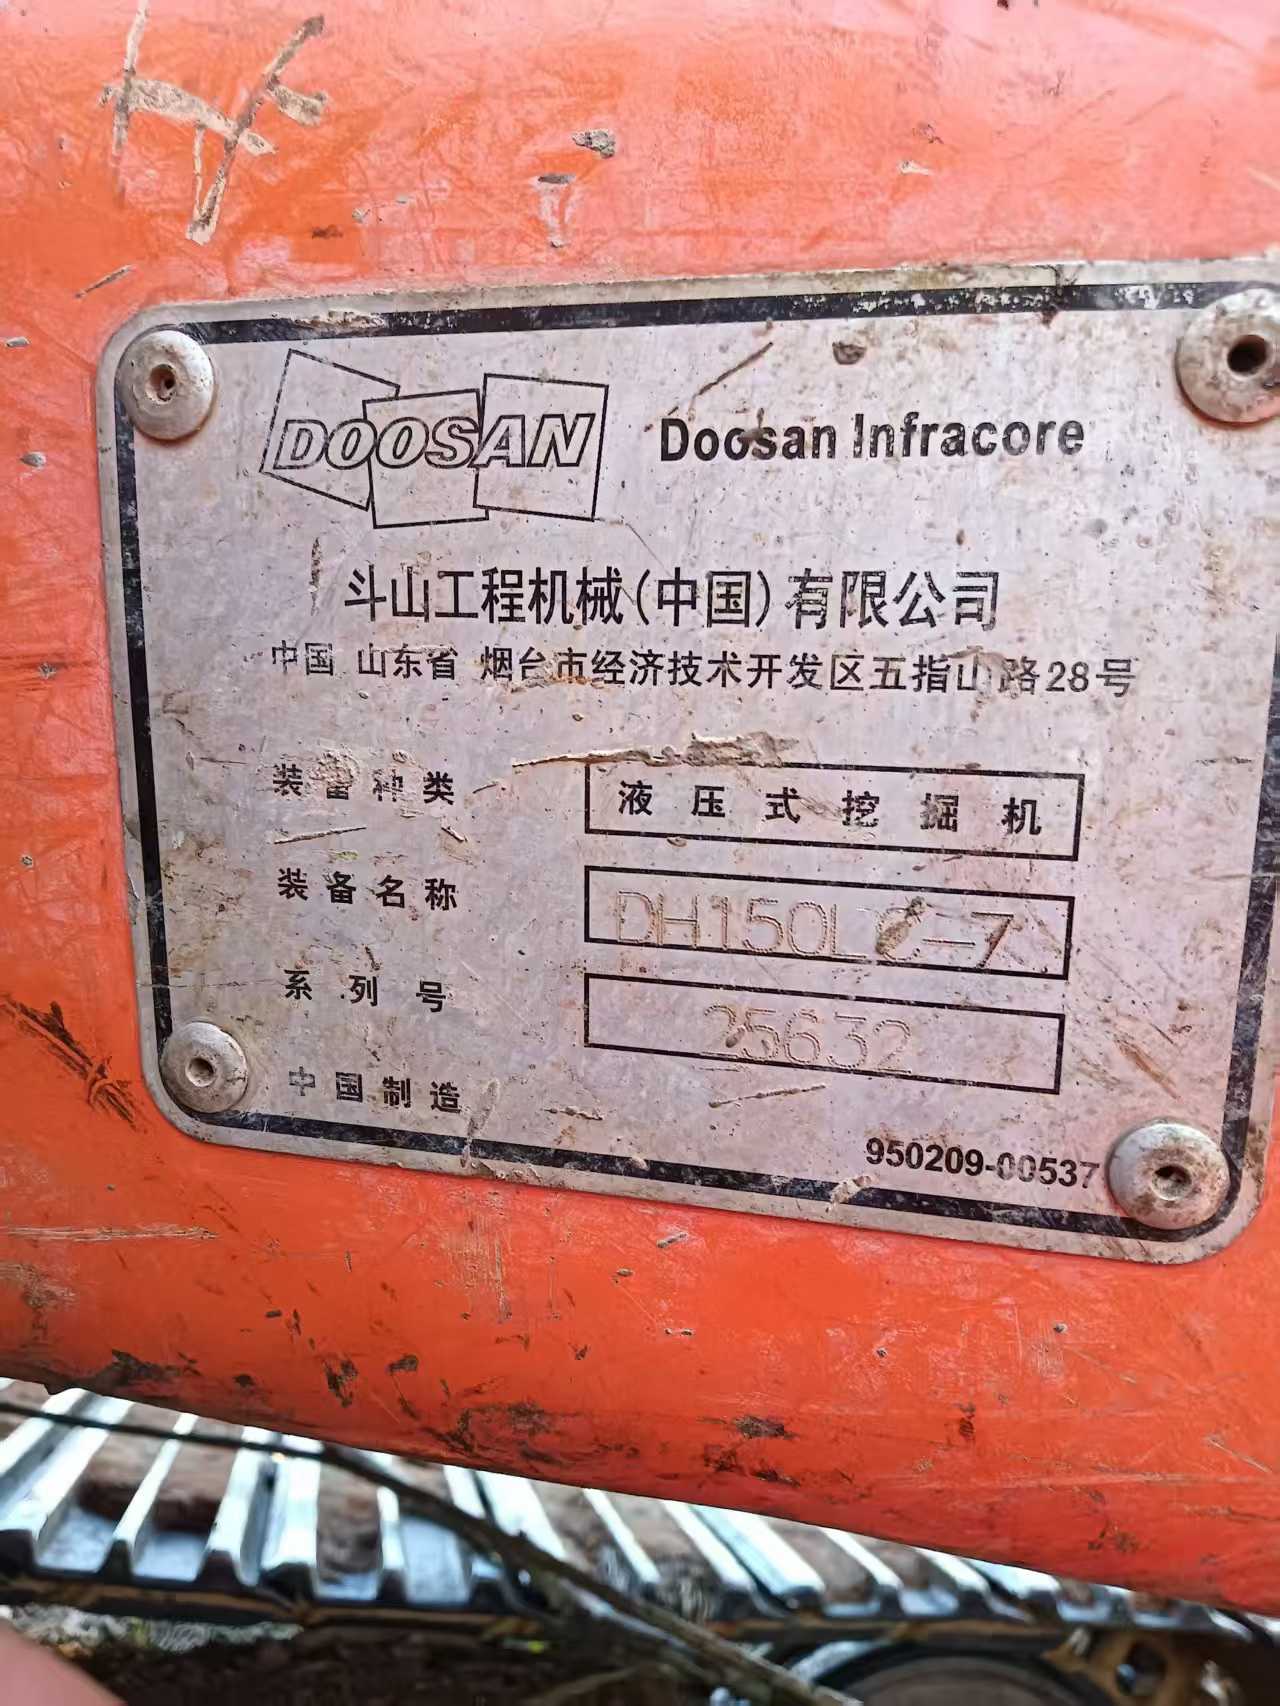 DOOSAN Doosan Infracore
斗山工程机械(中国)有限公司
中国 山东省 烟台市经济技术开发区五指山路28号
装备种类 液压式挖掘机
装备名称 DH150LC-7
系列号 25632
中国制造
950209-00537